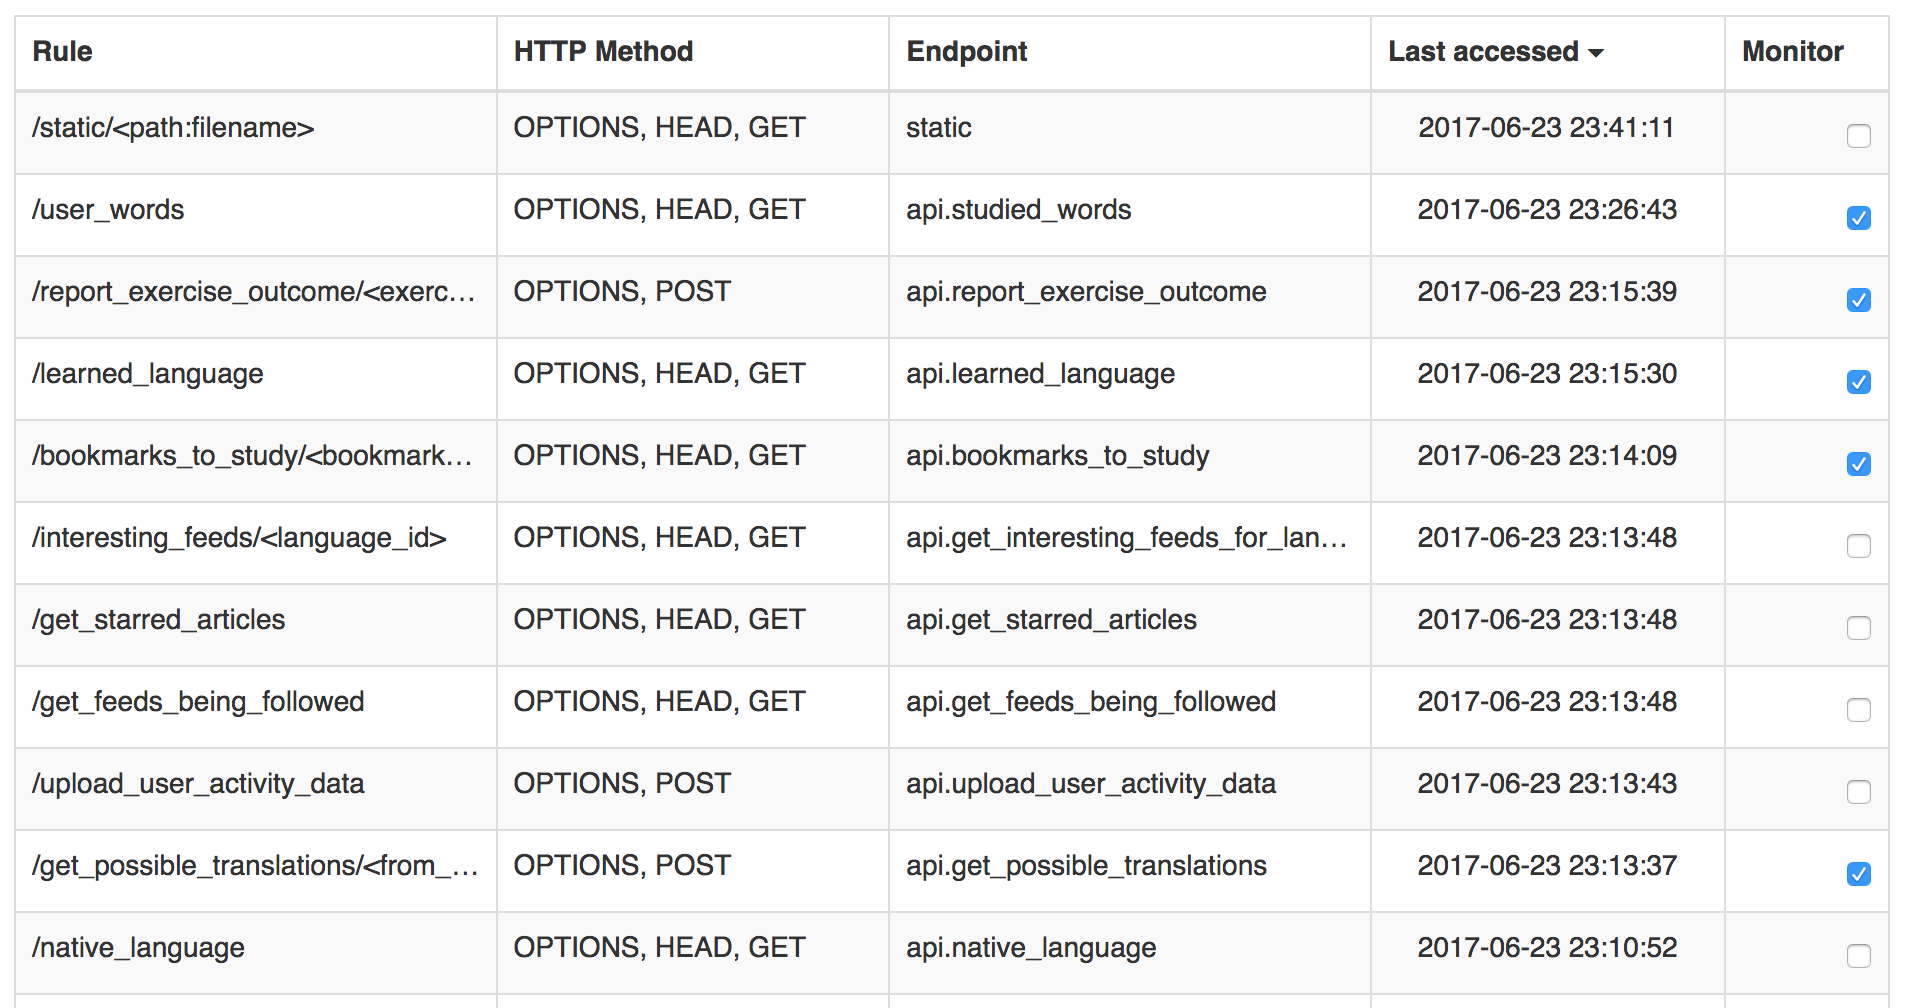 Rule HTTP Method Endpoint Last accessed Monitor
/static/<path:filename> OPTIONS, HEAD, GET static 2017-06-23 23:41:11
/user_words OPTIONS, HEAD, GET api.studied_words 2017-06-23 23:26:43
/report_exercise_outcome/<exerc… OPTIONS, POST api.report_exercise_outcome 2017-06-23 23:15:39
/learned_language OPTIONS, HEAD, GET api.learned_language 2017-06-23 23:15:30
/bookmarks_to_study/<bookmark… OPTIONS, HEAD, GET api.bookmarks_to_study 2017-06-23 23:14:09
/interesting_feeds/<language_id> OPTIONS, HEAD, GET api.get_interesting_feeds_for_lan… 2017-06-23 23:13:48
/get_starred_articles OPTIONS, HEAD, GET api.get_starred_articles 2017-06-23 23:13:48
/get_feeds_being_followed OPTIONS, HEAD, GET api.get_feeds_being_followed 2017-06-23 23:13:48
/upload_user_activity_data OPTIONS, POST api.upload_user_activity_data 2017-06-23 23:13:43
/get_possible_translations/<from_… OPTIONS, POST api.get_possible_translations 2017-06-23 23:13:37
/native_language OPTIONS, HEAD, GET api.native_language 2017-06-23 23:10:52